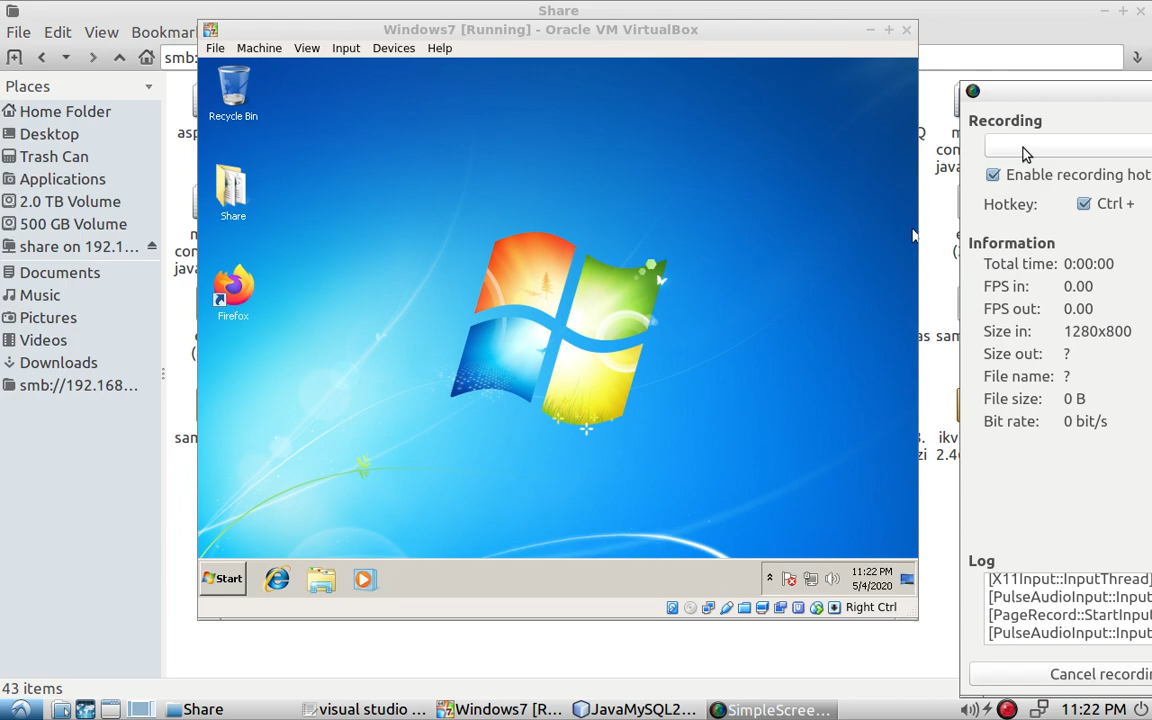 Share
File Edit View Bookmar
smb:
Places
Home Folder
Desktop
Trash Can
Applications
2.0 TB Volume
500 GB Volume
share on 192.1...
Documents
Music
Pictures
Videos
Downloads
smb://192.168...
43 items
Windows7 [Running] - Oracle VM VirtualBox
File Machine View Input Devices Help
Recycle Bin
Share
Firefox
Start
11:22 PM
5/4/2020
Right Ctrl
Recording
Enable recording hot
Hotkey: Ctrl +
Information
Total time: 0:00:00
FPS in: 0.00
FPS out: 0.00
Size in: 1280x800
Size out: ?
File name: ?
File size: 0 B
Bit rate: 0 bit/s
Log
[X11Input::InputThread]
[PulseAudioInput::Input
[PageRecord::StartInpu
[PulseAudioInput::Input
Cancel recordin
Share
visual studio ...
Windows7 [R...
JavaMySQL2...
SimpleScree...
11:22 PM